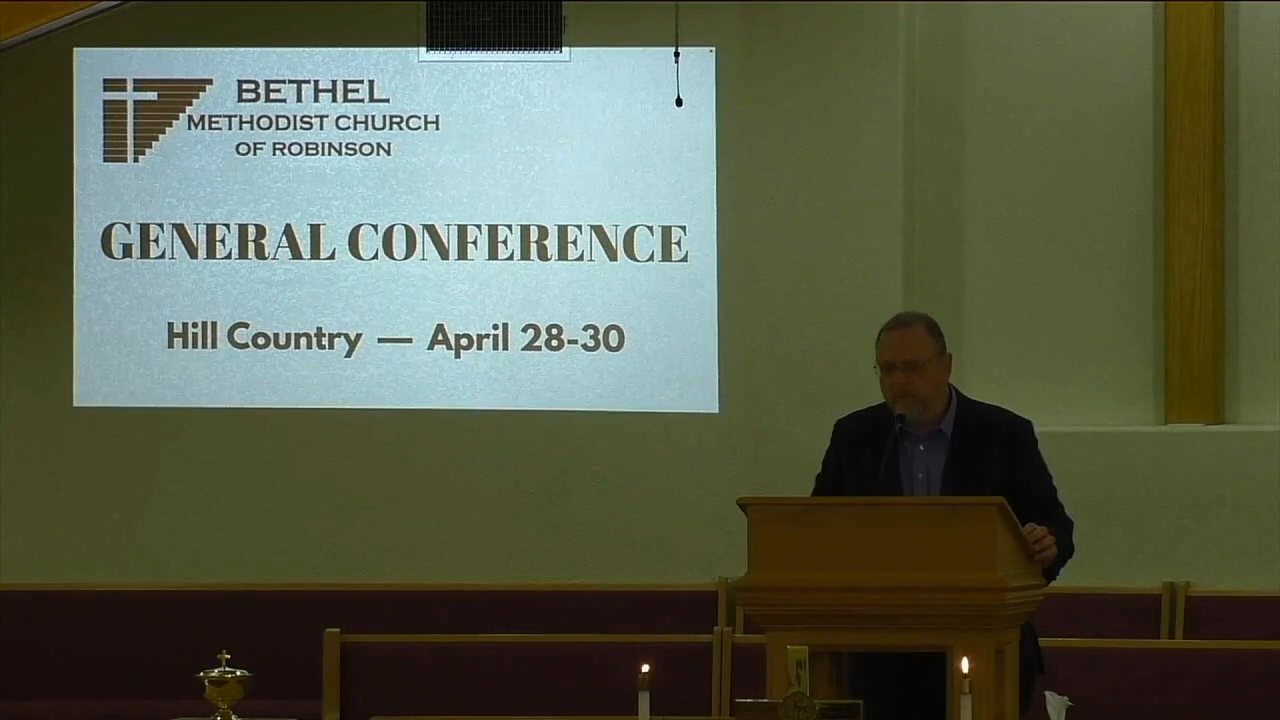 BETHEL
METHODIST CHURCH
OF ROBINSON
GENERAL CONFERENCE
Hill Country — April 28-30